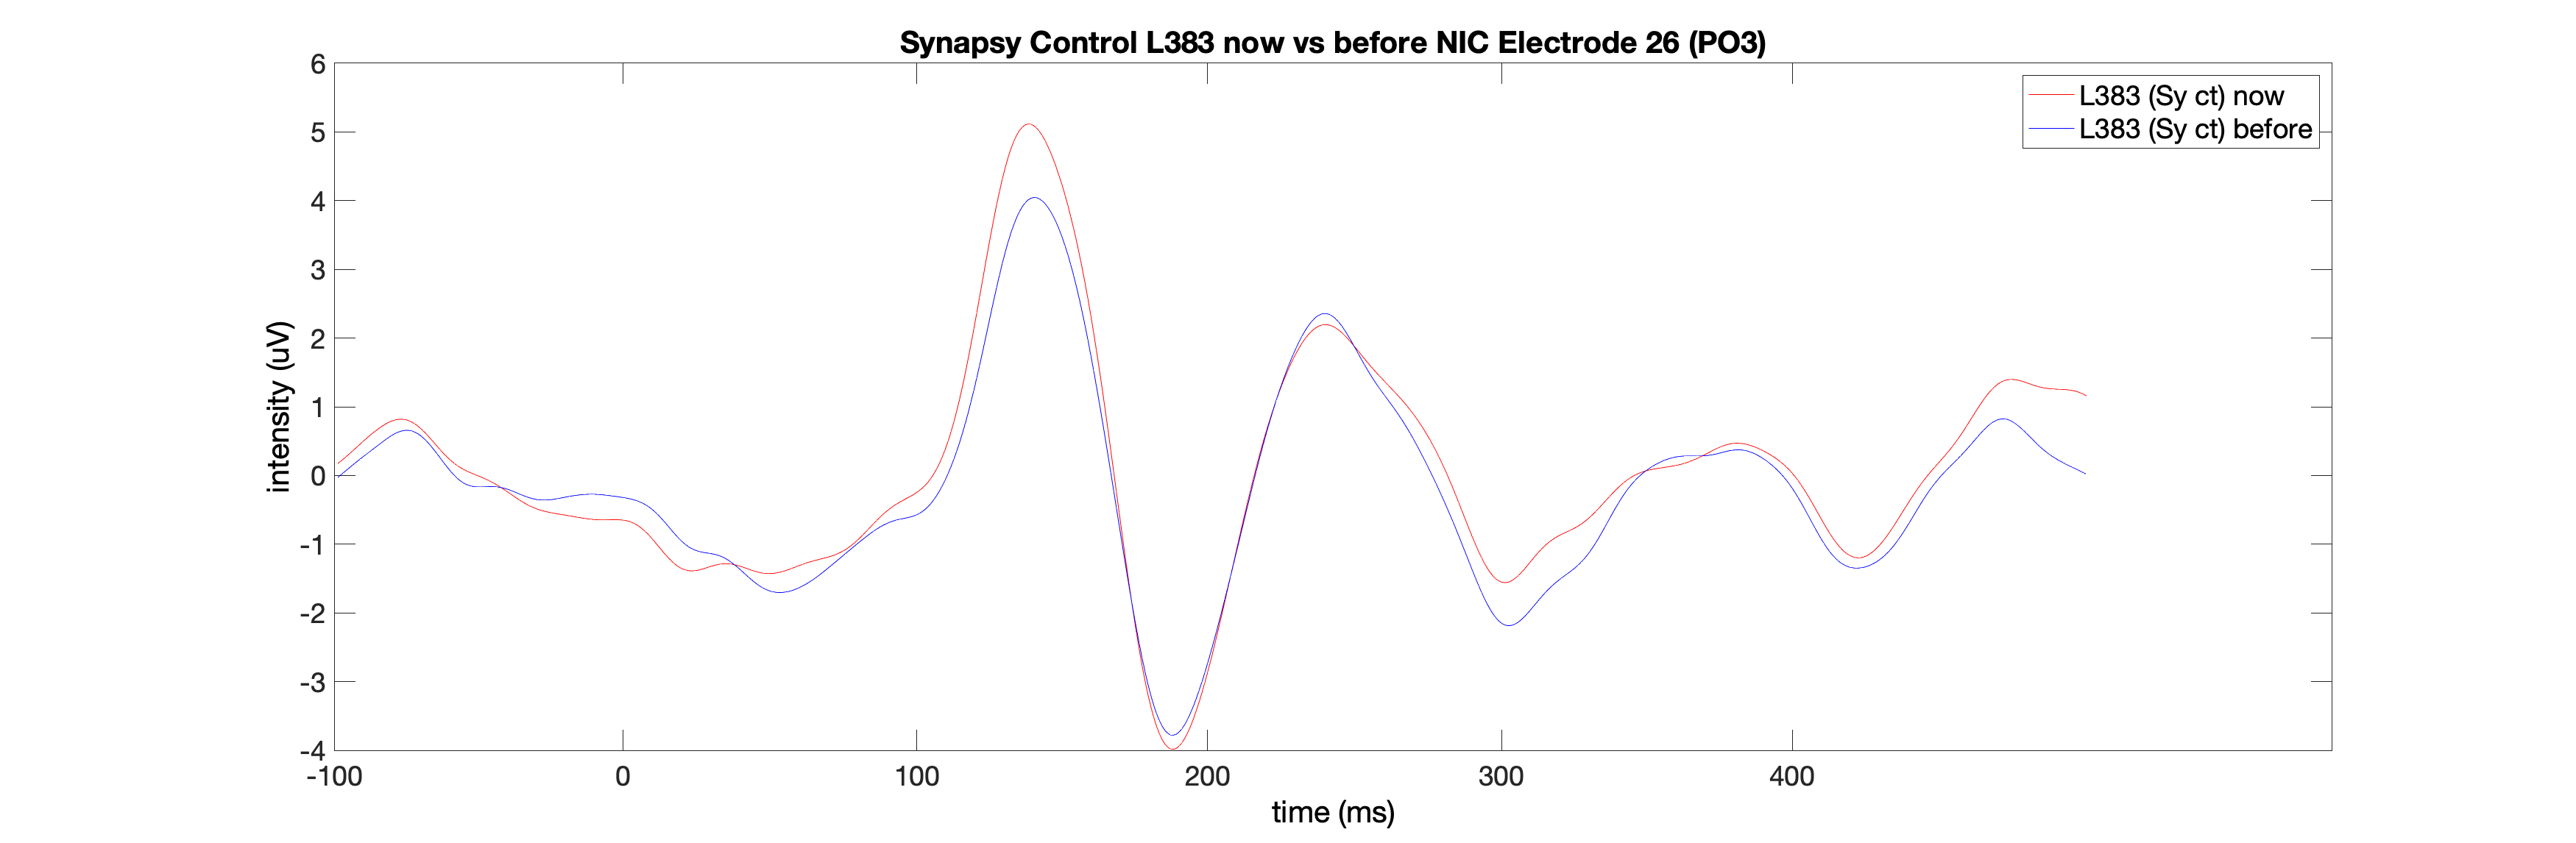 Synapsy Control L383 now vs before NIC Electrode 26 (PO3)
L383 (Sy ct) now
L383 (Sy ct) before
intensity (uV)
6
5
4
3
2
1
0
-1
-2
-3
-4
-100 0 100 200 300 400
time (ms)